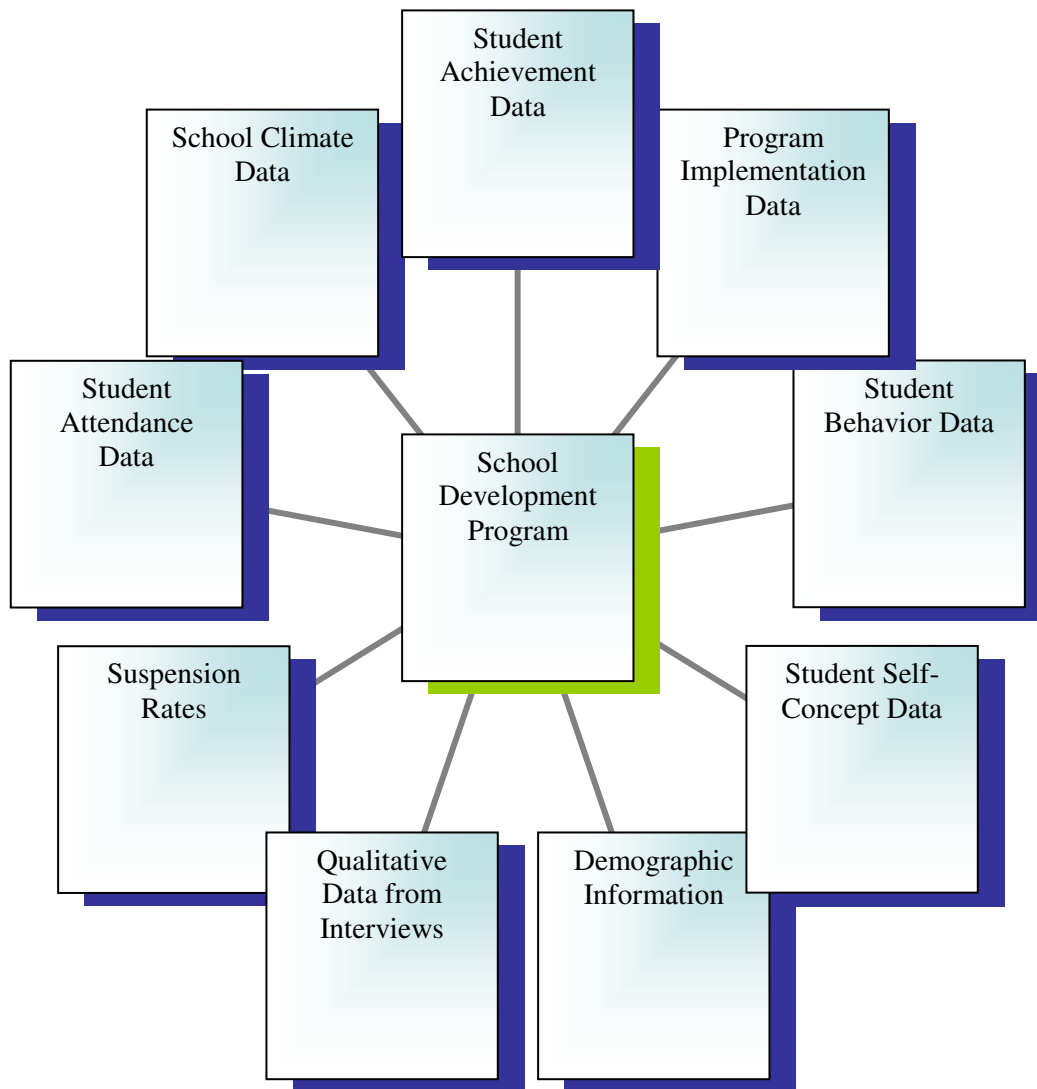 Student
Achievement
Data
School Climate
Data
Program
Implementation
Data
Student
Attendance
Data
Student
Behavior Data
School
Development
Program
Suspension
Rates
Student Self-
Concept Data
Qualitative
Data from
Interviews
Demographic
Information